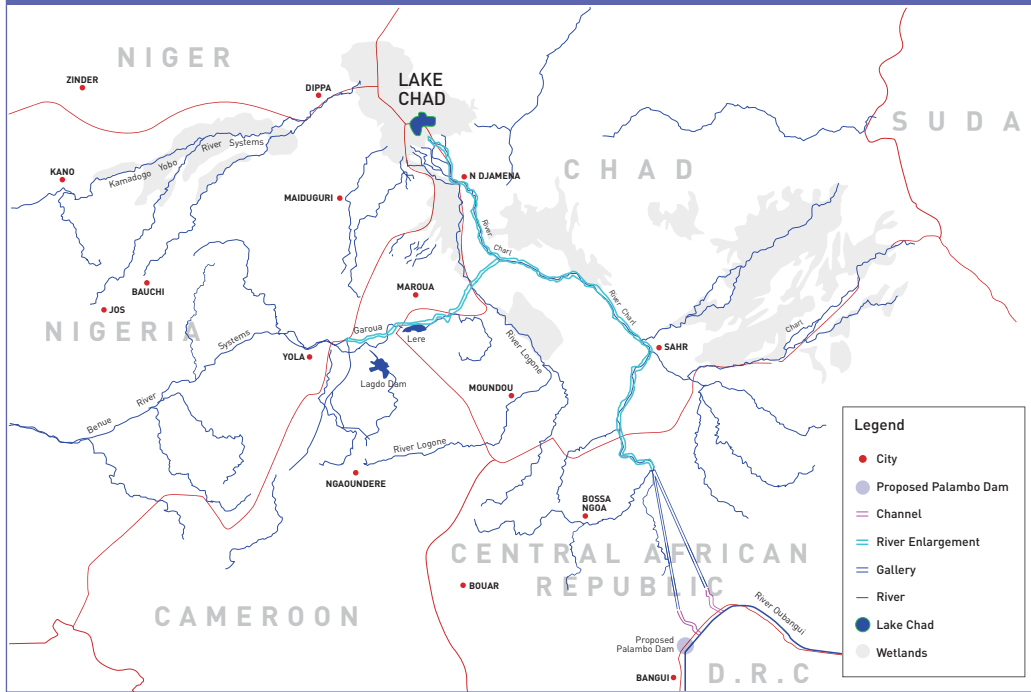 NIGER
ZINDER
DIPPA
LAKE
CHAD
SUDA
KANO
Kamadogo Yobo River Systems
N DJAMENA
CHAD
MAIDUGURI
River Chari
BAUCHI
JOS
MAROUA
River Chari
Chari
NIGERIA
Garoua
Lere
SAHR
Systems
YOLA
Lagdo Dam
River Logone
MOUNDOU
Benue River
River Logone
NGAOUNDERE
BOSSA
NGOA
CENTRAL AFRICAN
REPUBLIC
BOUAR
CAMEROON
River Oubangui
Proposed
Palambo Dam
D.R.C
BANGUI
Legend
City
Proposed Palambo Dam
Channel
River Enlargement
Gallery
River
Lake Chad
Wetlands